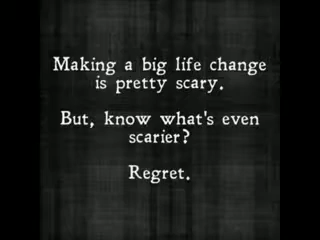 Making a big life change
is pretty scary.
But, know what's even
scarier?
Regret.